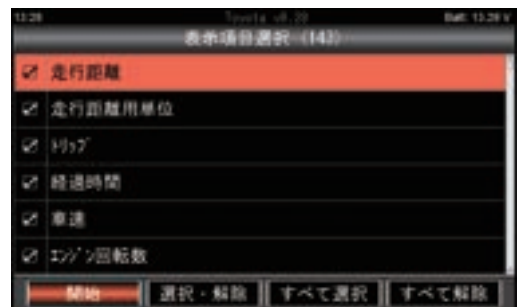 13:28 Toyota v8.20 Batt: 13.28 V
表示項目選択 (143)
走行距離
走行距離用単位
ﾄﾘｯﾌﾟ
経過時間
車速
ｴﾝｼﾞﾝ回転数
開始 選択・解除 すべて選択 すべて解除